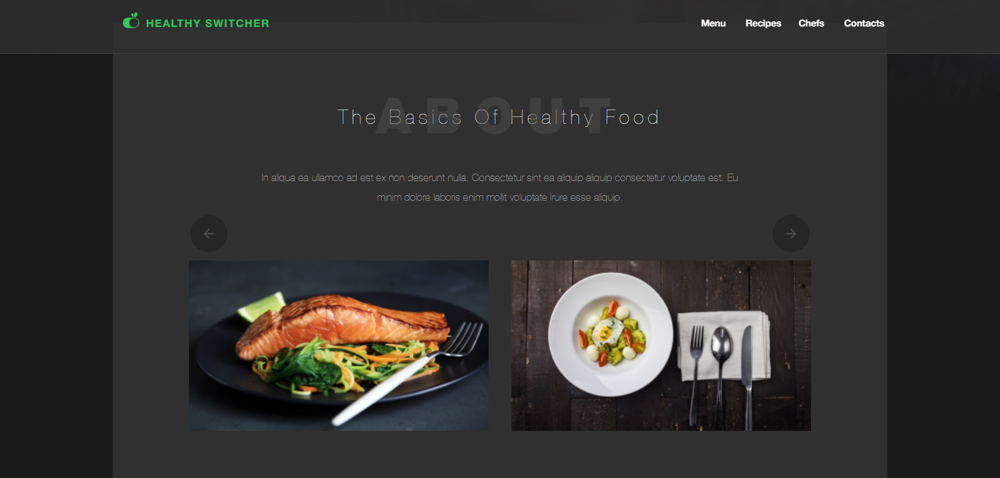 HEALTHY SWITCHER
Menu Recipes Chefs Contacts
ABOUT
The Basics Of Healthy Food
In aliqua ea ullamco ad est ex non deserunt nulla. Consectetur sint ea aliquip aliquip consectetur voluptate est. Eu
minim dolore laboris enim mollit voluptate irure esse aliquip.